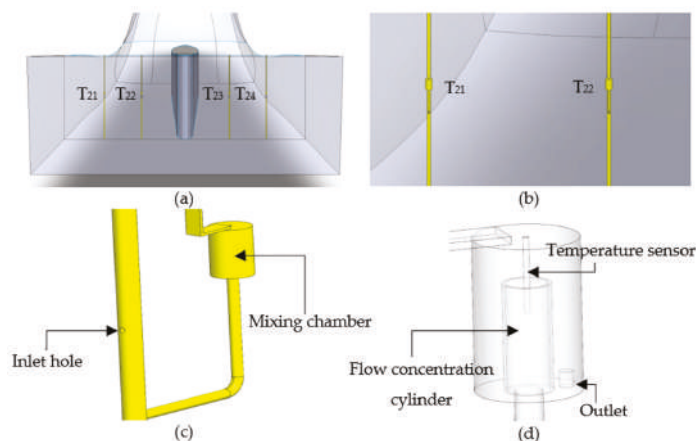 T21 T22 T23 T24
T21 T22
(a) (b)
Mixing chamber
Inlet hole
(c)
Temperature sensor
Flow concentration
cylinder
Outlet
(d)